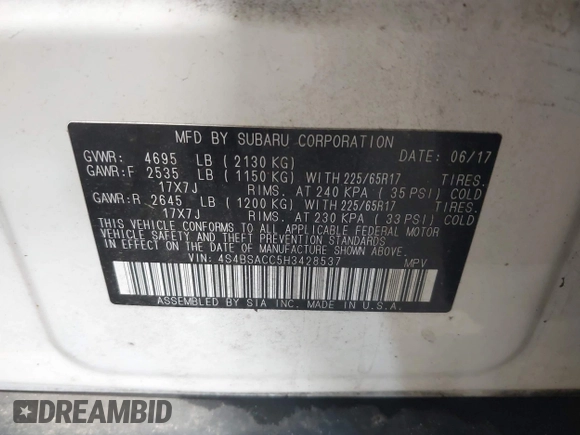 MFD BY SUBARU CORPORATION
GVWR: 4695 LB ( 2130 KG) DATE: 06/17
GAWR:F 2535 LB ( 1150 KG) WITH 225/65R17 TIRES.
17X7J RIMS. AT 240 KPA ( 35 PSI) COLD
GAWR:R 2645 LB ( 1200 KG) WITH 225/65R17 TIRES.
17X7J RIMS. AT 230 KPA ( 33 PSI) COLD
THIS VEHICLE CONFORMS TO ALL APPLICABLE FEDERAL MOTOR
VEHICLE SAFETY AND THEFT PREVENTION STANDARDS IN EFFECT
ON THE DATE OF MANUFACTURE SHOWN ABOVE.
VIN: 4S4BSACC5H3428537 MPV
ASSEMBLED BY SIA INC. MADE IN U.S.A.
DREAMBID